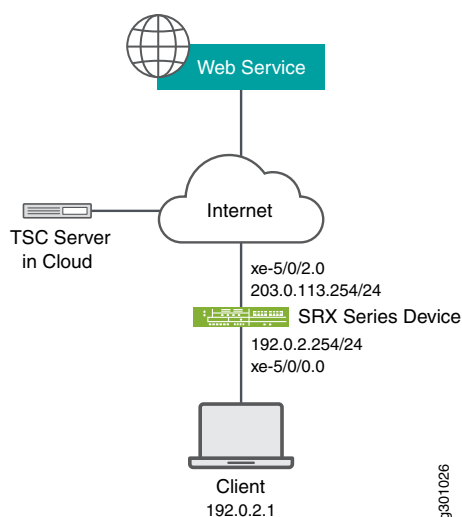 Web Service
Internet
TSC Server
in Cloud
xe-5/0/2.0
203.0.113.254/24
SRX Series Device
192.0.2.254/24
xe-5/0/0.0
Client
192.0.2.1
g301026